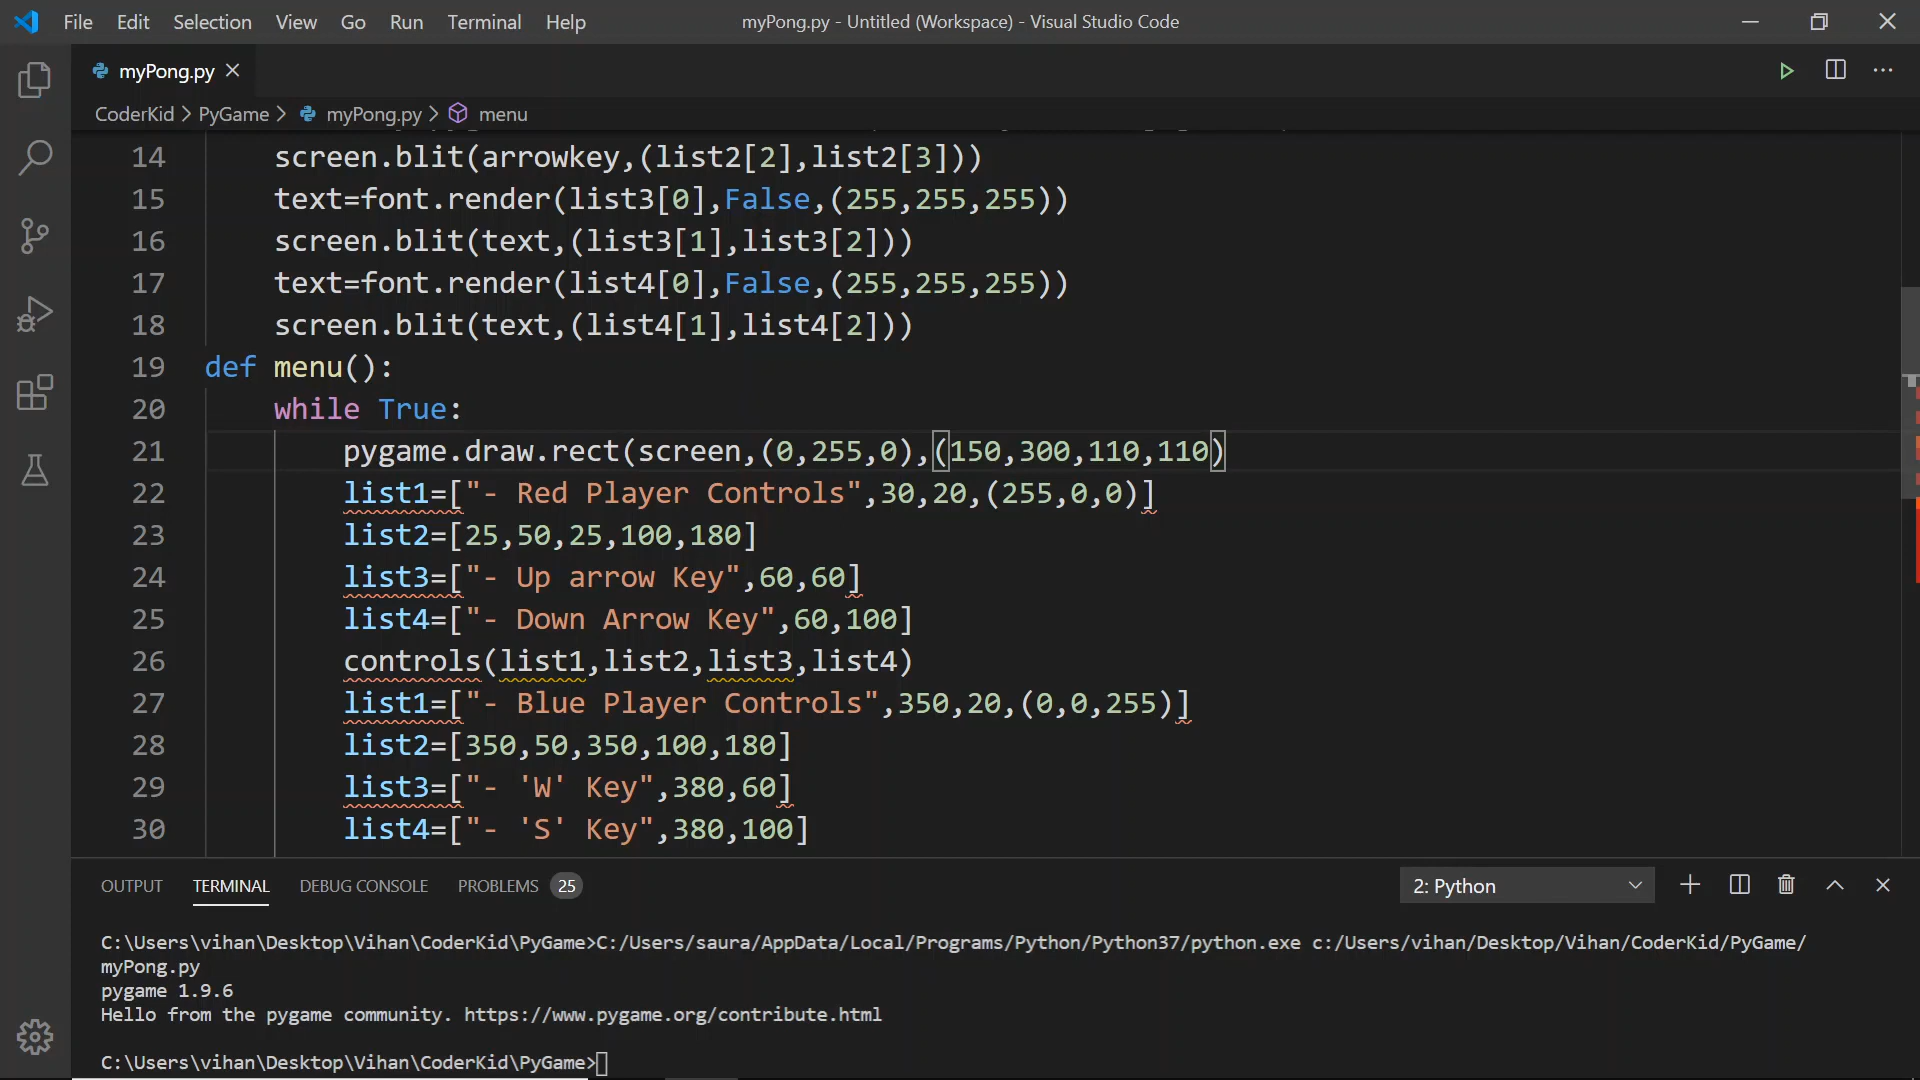 File Edit Selection View Go Run Terminal Help myPong.py - Untitled (Workspace) - Visual Studio Code
myPong.py
CoderKid > PyGame > myPong.py > menu
14 screen.blit(arrowkey,(list2[2],list2[3]))
15 text=font.render(list3[0],False,(255,255,255))
16 screen.blit(text,(list3[1],list3[2]))
17 text=font.render(list4[0],False,(255,255,255))
18 screen.blit(text,(list4[1],list4[2]))
19 def menu():
20 while True:
21 pygame.draw.rect(screen,(0,255,0),(150,300,110,110)
22 list1=["- Red Player Controls",30,20,(255,0,0)]
23 list2=[25,50,25,100,180]
24 list3=["- Up arrow Key",60,60]
25 list4=["- Down Arrow Key",60,100]
26 controls(list1,list2,list3,list4)
27 list1=["- Blue Player Controls",350,20,(0,0,255)]
28 list2=[350,50,350,100,180]
29 list3=["- 'W' Key",380,60]
30 list4=["- 'S' Key",380,100]
OUTPUT TERMINAL DEBUG CONSOLE PROBLEMS 25 2: Python
C:\Users\vihan\Desktop\Vihan\CoderKid\PyGame>C:/Users/saura/AppData/Local/Programs/Python/Python37/python.exe c:/Users/vihan/Desktop/Vihan/CoderKid/PyGame/
myPong.py
pygame 1.9.6
Hello from the pygame community. https://www.pygame.org/contribute.html
C:\Users\vihan\Desktop\Vihan\CoderKid\PyGame>